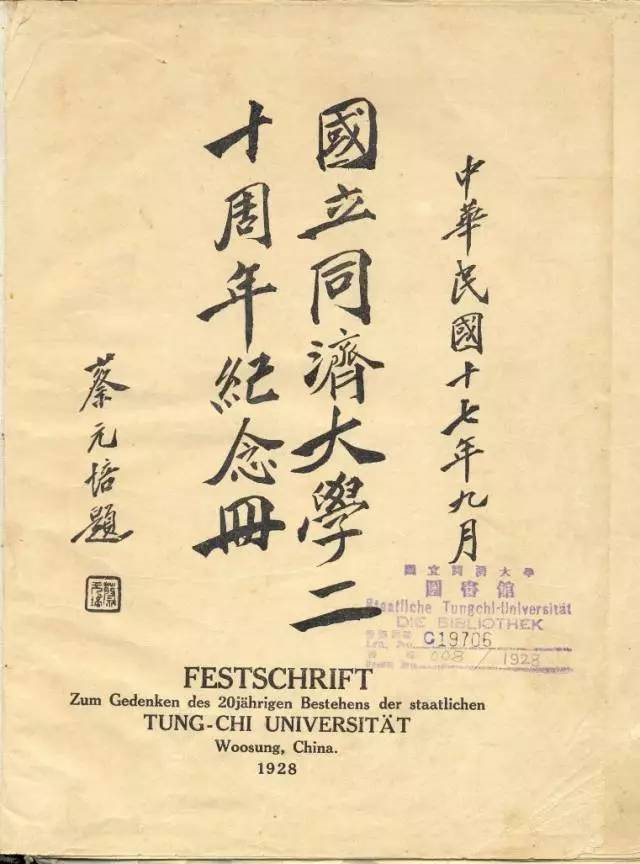 中華民國十七年九月
國立同濟大學二
十周年紀念冊
蔡元培題
國立同濟大學
圖書館
Staatliche Tungchi-Universität
DIE BIBLIOTHEK
C19706
008 / 1928
FESTSCHRIFT
Zum Gedenken des 20jährigen Bestehens der staatlichen
TUNG-CHI UNIVERSITÄT
Woosung, China.
1928